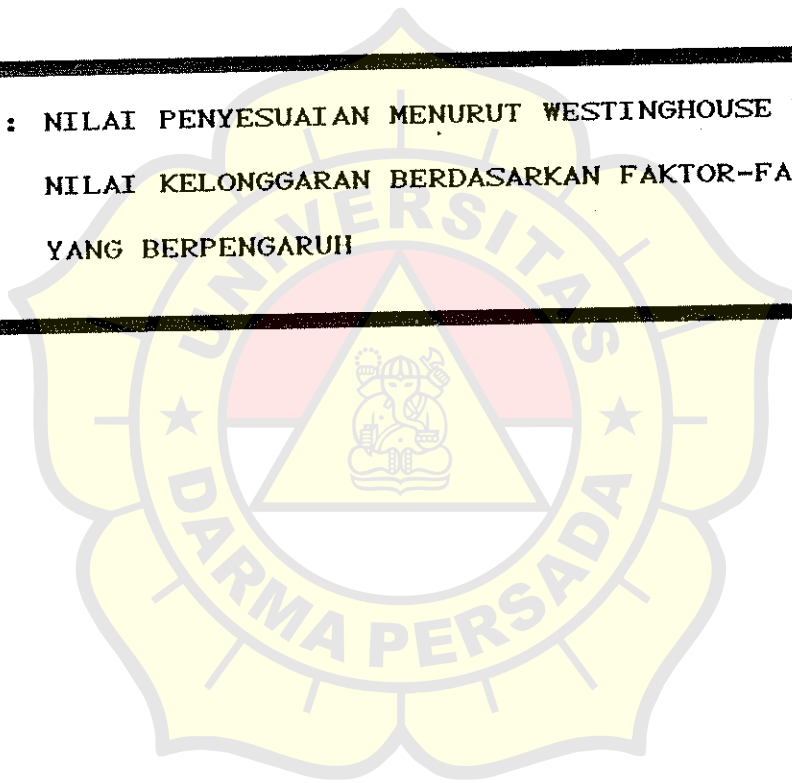 : NILAI PENYESUAIAN MENURUT WESTINGHOUSE
NILAI KELONGGARAN BERDASARKAN FAKTOR-FA
YANG BERPENGARUH
UNIVERSITAS
DARMA PERSADA